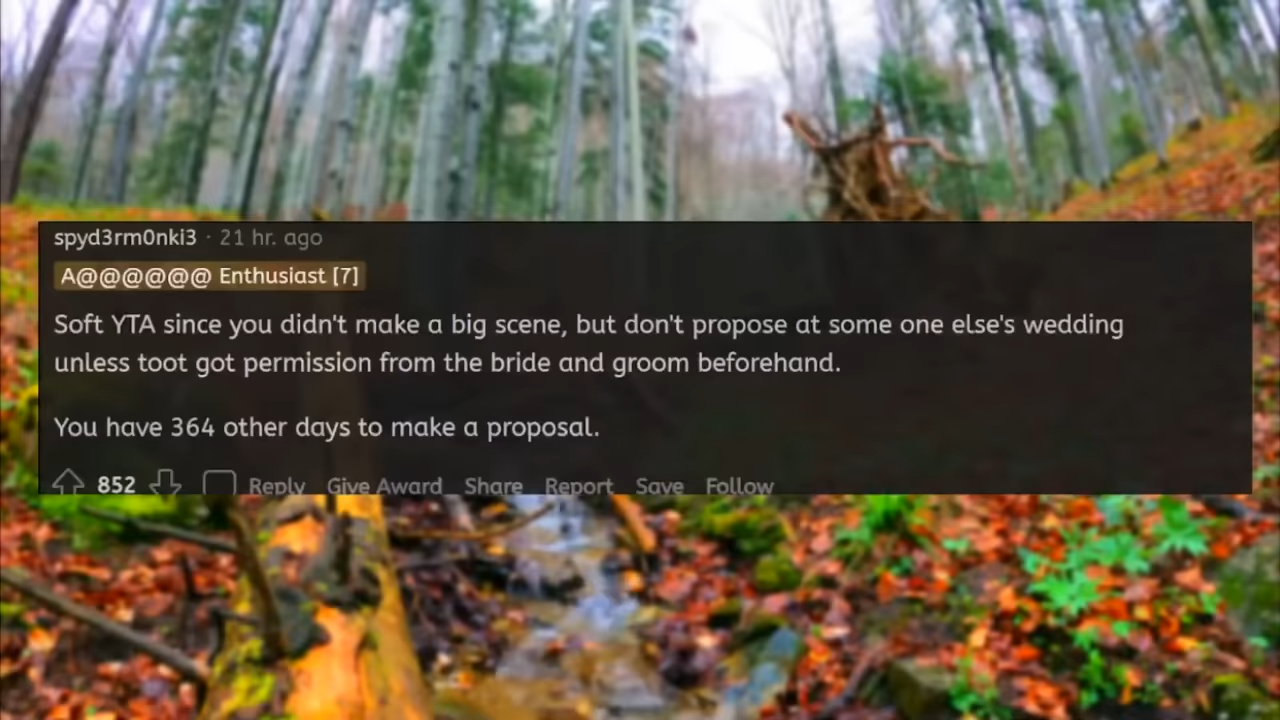 spyd3rm0nki3 · 21 hr. ago
A@@@@@@ Enthusiast [7]
Soft YTA since you didn't make a big scene, but don't propose at some one else's wedding
unless toot got permission from the bride and groom beforehand.
You have 364 other days to make a proposal.
852 Reply Give Award Share Report Save Follow